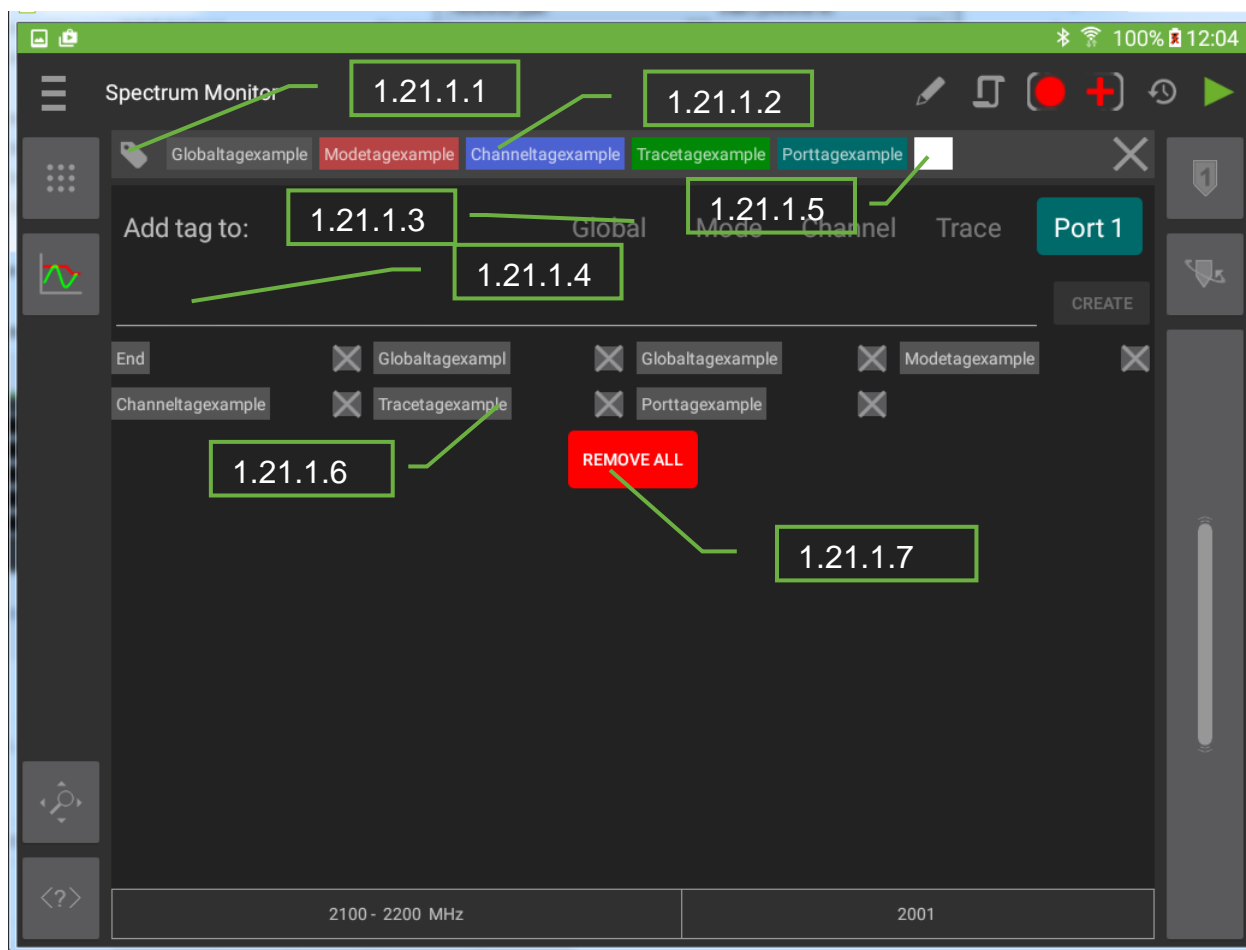 100% 12:04
Spectrum Monitor
1.21.1.1
1.21.1.2
Globaltagexample Modetagexample Channeltagexample Tracetagexample Porttagexample
1
Add tag to:
1.21.1.3
1.21.1.5
Global Mode Channel Trace Port 1
1.21.1.4
CREATE
End Globaltagexampl Globaltagexample Modetagexample
Channeltagexample Tracetagexample Porttagexample
1.21.1.6
REMOVE ALL
1.21.1.7
<?>
2100 - 2200 MHz 2001